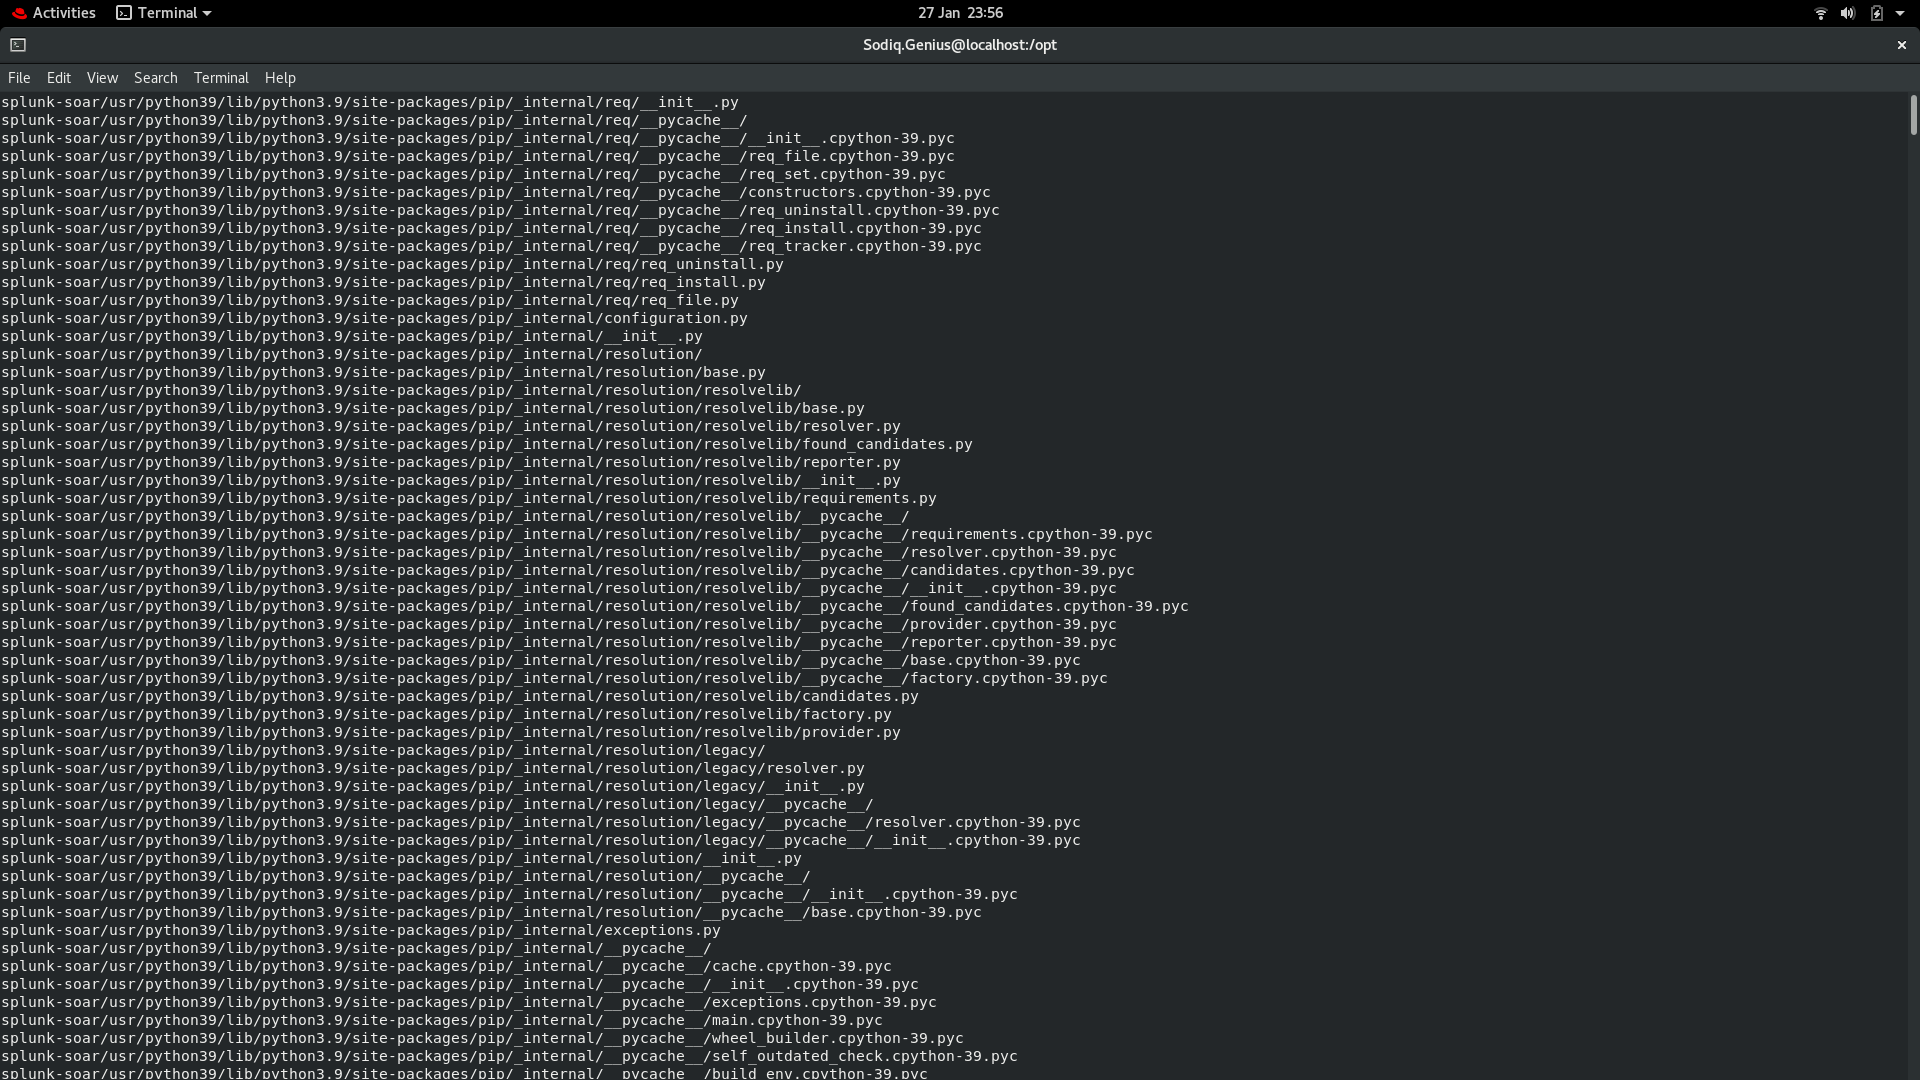 Activities Terminal 27 Jan 23:56
Sodiq.Genius@localhost:/opt
File Edit View Search Terminal Help
splunk-soar/usr/python39/lib/python3.9/site-packages/pip/_internal/req/__init__.py
splunk-soar/usr/python39/lib/python3.9/site-packages/pip/_internal/req/__pycache__/
splunk-soar/usr/python39/lib/python3.9/site-packages/pip/_internal/req/__pycache__/__init__.cpython-39.pyc
splunk-soar/usr/python39/lib/python3.9/site-packages/pip/_internal/req/__pycache__/req_file.cpython-39.pyc
splunk-soar/usr/python39/lib/python3.9/site-packages/pip/_internal/req/__pycache__/req_set.cpython-39.pyc
splunk-soar/usr/python39/lib/python3.9/site-packages/pip/_internal/req/__pycache__/constructors.cpython-39.pyc
splunk-soar/usr/python39/lib/python3.9/site-packages/pip/_internal/req/__pycache__/req_uninstall.cpython-39.pyc
splunk-soar/usr/python39/lib/python3.9/site-packages/pip/_internal/req/__pycache__/req_install.cpython-39.pyc
splunk-soar/usr/python39/lib/python3.9/site-packages/pip/_internal/req/__pycache__/req_tracker.cpython-39.pyc
splunk-soar/usr/python39/lib/python3.9/site-packages/pip/_internal/req/req_uninstall.py
splunk-soar/usr/python39/lib/python3.9/site-packages/pip/_internal/req/req_install.py
splunk-soar/usr/python39/lib/python3.9/site-packages/pip/_internal/req/req_file.py
splunk-soar/usr/python39/lib/python3.9/site-packages/pip/_internal/configuration.py
splunk-soar/usr/python39/lib/python3.9/site-packages/pip/_internal/__init__.py
splunk-soar/usr/python39/lib/python3.9/site-packages/pip/_internal/resolution/
splunk-soar/usr/python39/lib/python3.9/site-packages/pip/_internal/resolution/base.py
splunk-soar/usr/python39/lib/python3.9/site-packages/pip/_internal/resolution/resolvelib/
splunk-soar/usr/python39/lib/python3.9/site-packages/pip/_internal/resolution/resolvelib/base.py
splunk-soar/usr/python39/lib/python3.9/site-packages/pip/_internal/resolution/resolvelib/resolver.py
splunk-soar/usr/python39/lib/python3.9/site-packages/pip/_internal/resolution/resolvelib/found_candidates.py
splunk-soar/usr/python39/lib/python3.9/site-packages/pip/_internal/resolution/resolvelib/reporter.py
splunk-soar/usr/python39/lib/python3.9/site-packages/pip/_internal/resolution/resolvelib/__init__.py
splunk-soar/usr/python39/lib/python3.9/site-packages/pip/_internal/resolution/resolvelib/requirements.py
splunk-soar/usr/python39/lib/python3.9/site-packages/pip/_internal/resolution/resolvelib/__pycache__/
splunk-soar/usr/python39/lib/python3.9/site-packages/pip/_internal/resolution/resolvelib/__pycache__/requirements.cpython-39.pyc
splunk-soar/usr/python39/lib/python3.9/site-packages/pip/_internal/resolution/resolvelib/__pycache__/resolver.cpython-39.pyc
splunk-soar/usr/python39/lib/python3.9/site-packages/pip/_internal/resolution/resolvelib/__pycache__/candidates.cpython-39.pyc
splunk-soar/usr/python39/lib/python3.9/site-packages/pip/_internal/resolution/resolvelib/__pycache__/__init__.cpython-39.pyc
splunk-soar/usr/python39/lib/python3.9/site-packages/pip/_internal/resolution/resolvelib/__pycache__/found_candidates.cpython-39.pyc
splunk-soar/usr/python39/lib/python3.9/site-packages/pip/_internal/resolution/resolvelib/__pycache__/provider.cpython-39.pyc
splunk-soar/usr/python39/lib/python3.9/site-packages/pip/_internal/resolution/resolvelib/__pycache__/reporter.cpython-39.pyc
splunk-soar/usr/python39/lib/python3.9/site-packages/pip/_internal/resolution/resolvelib/__pycache__/base.cpython-39.pyc
splunk-soar/usr/python39/lib/python3.9/site-packages/pip/_internal/resolution/resolvelib/__pycache__/factory.cpython-39.pyc
splunk-soar/usr/python39/lib/python3.9/site-packages/pip/_internal/resolution/resolvelib/candidates.py
splunk-soar/usr/python39/lib/python3.9/site-packages/pip/_internal/resolution/resolvelib/factory.py
splunk-soar/usr/python39/lib/python3.9/site-packages/pip/_internal/resolution/resolvelib/provider.py
splunk-soar/usr/python39/lib/python3.9/site-packages/pip/_internal/resolution/legacy/
splunk-soar/usr/python39/lib/python3.9/site-packages/pip/_internal/resolution/legacy/resolver.py
splunk-soar/usr/python39/lib/python3.9/site-packages/pip/_internal/resolution/legacy/__init__.py
splunk-soar/usr/python39/lib/python3.9/site-packages/pip/_internal/resolution/legacy/__pycache__/
splunk-soar/usr/python39/lib/python3.9/site-packages/pip/_internal/resolution/legacy/__pycache__/resolver.cpython-39.pyc
splunk-soar/usr/python39/lib/python3.9/site-packages/pip/_internal/resolution/legacy/__pycache__/__init__.cpython-39.pyc
splunk-soar/usr/python39/lib/python3.9/site-packages/pip/_internal/resolution/__init__.py
splunk-soar/usr/python39/lib/python3.9/site-packages/pip/_internal/resolution/__pycache__/
splunk-soar/usr/python39/lib/python3.9/site-packages/pip/_internal/resolution/__pycache__/__init__.cpython-39.pyc
splunk-soar/usr/python39/lib/python3.9/site-packages/pip/_internal/resolution/__pycache__/base.cpython-39.pyc
splunk-soar/usr/python39/lib/python3.9/site-packages/pip/_internal/exceptions.py
splunk-soar/usr/python39/lib/python3.9/site-packages/pip/_internal/__pycache__/
splunk-soar/usr/python39/lib/python3.9/site-packages/pip/_internal/__pycache__/cache.cpython-39.pyc
splunk-soar/usr/python39/lib/python3.9/site-packages/pip/_internal/__pycache__/__init__.cpython-39.pyc
splunk-soar/usr/python39/lib/python3.9/site-packages/pip/_internal/__pycache__/exceptions.cpython-39.pyc
splunk-soar/usr/python39/lib/python3.9/site-packages/pip/_internal/__pycache__/main.cpython-39.pyc
splunk-soar/usr/python39/lib/python3.9/site-packages/pip/_internal/__pycache__/wheel_builder.cpython-39.pyc
splunk-soar/usr/python39/lib/python3.9/site-packages/pip/_internal/__pycache__/self_outdated_check.cpython-39.pyc
splunk-soar/usr/python39/lib/python3.9/site-packages/pip/_internal/__pycache__/build_env.cpython-39.pyc